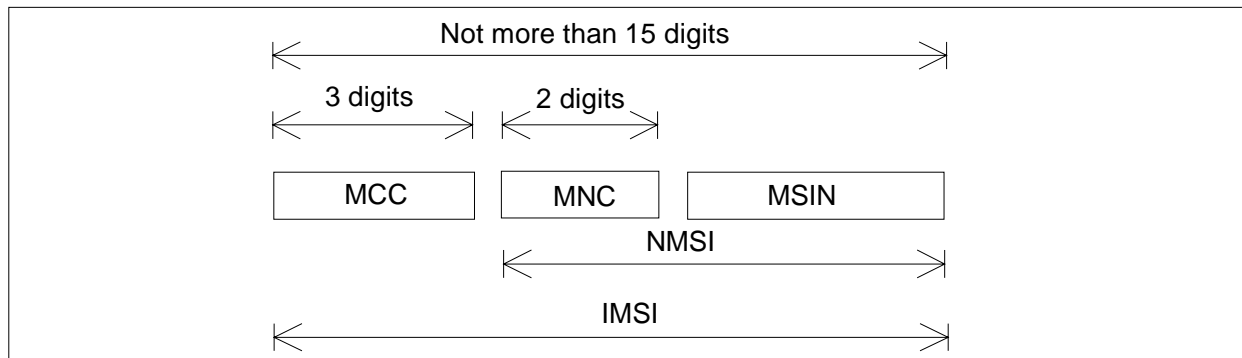 Not more than 15 digits
3 digits 2 digits
MCC MNC MSIN
NMSI
IMSI